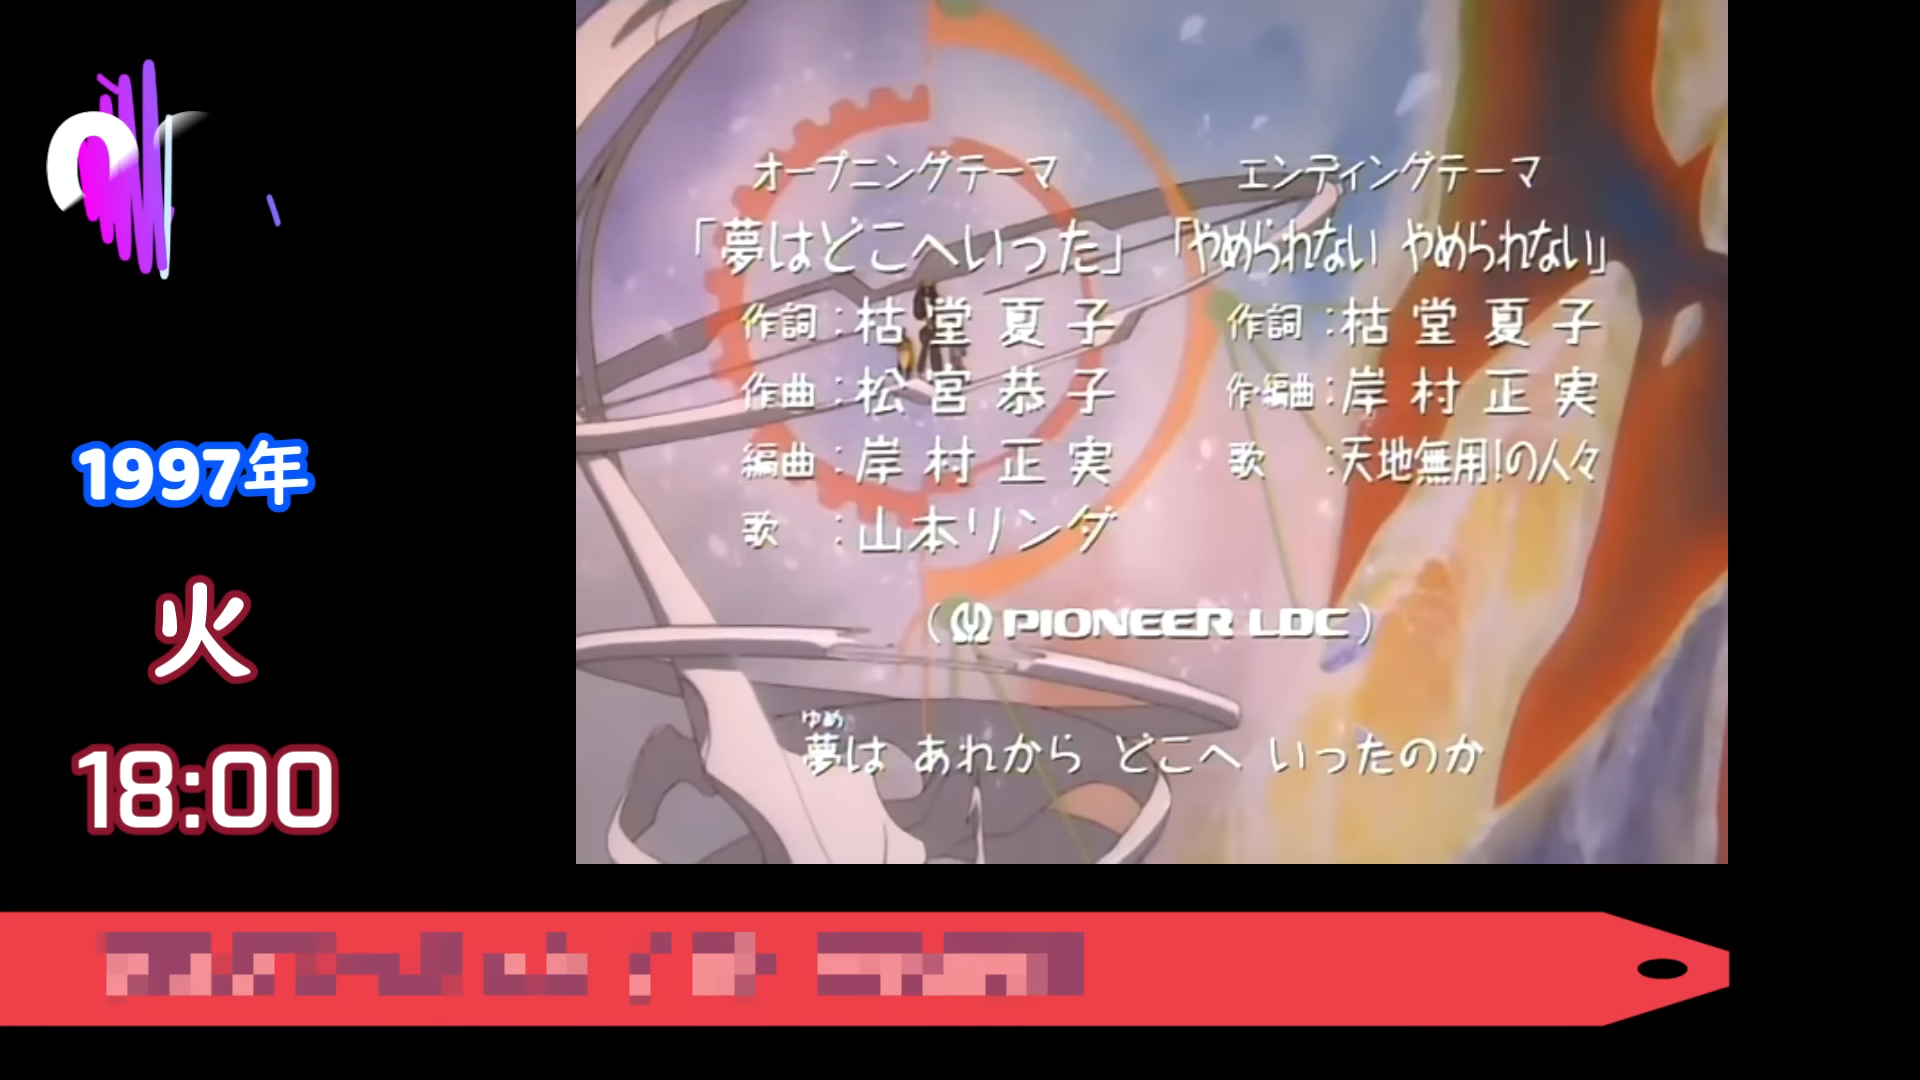 1997年
火
18:00
オープニングテーマ
「夢はどこへいった」
作詞：枯堂夏子
作曲：松宮恭子
編曲：岸村正実
歌　：山本リンダ
エンディングテーマ
「やめられない やめられない」
作詞：枯堂夏子
作・編曲：岸村正実
歌　：天地無用!の人々
(PIONEER LDC)
ゆめ
夢は あれから どこへ いったのか